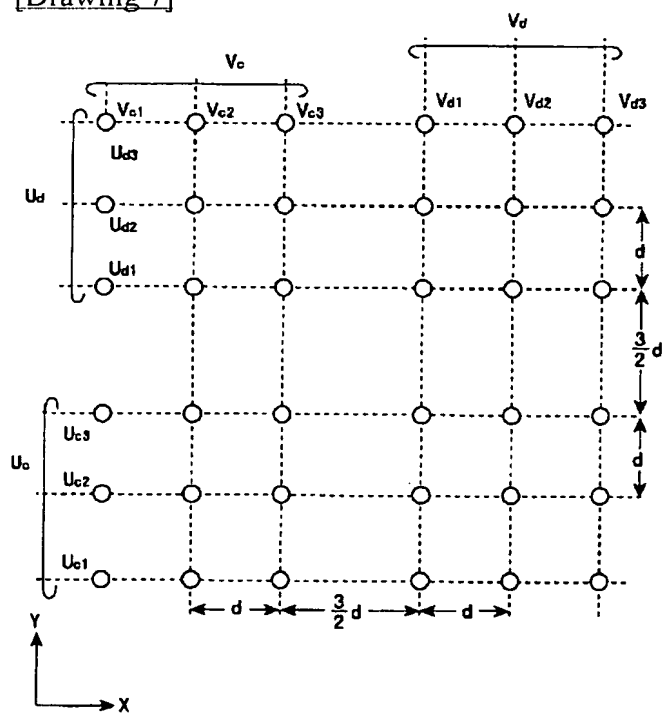 [Drawing 7]
Vd
Vc
Vc1 Vc2 Vc3 Vd1 Vd2 Vd3
Ud3
Ud
Ud2
d
Ud1
3/2 d
Uc3
Uc
d
Uc2
Uc1
d 3/2 d d
Y
X